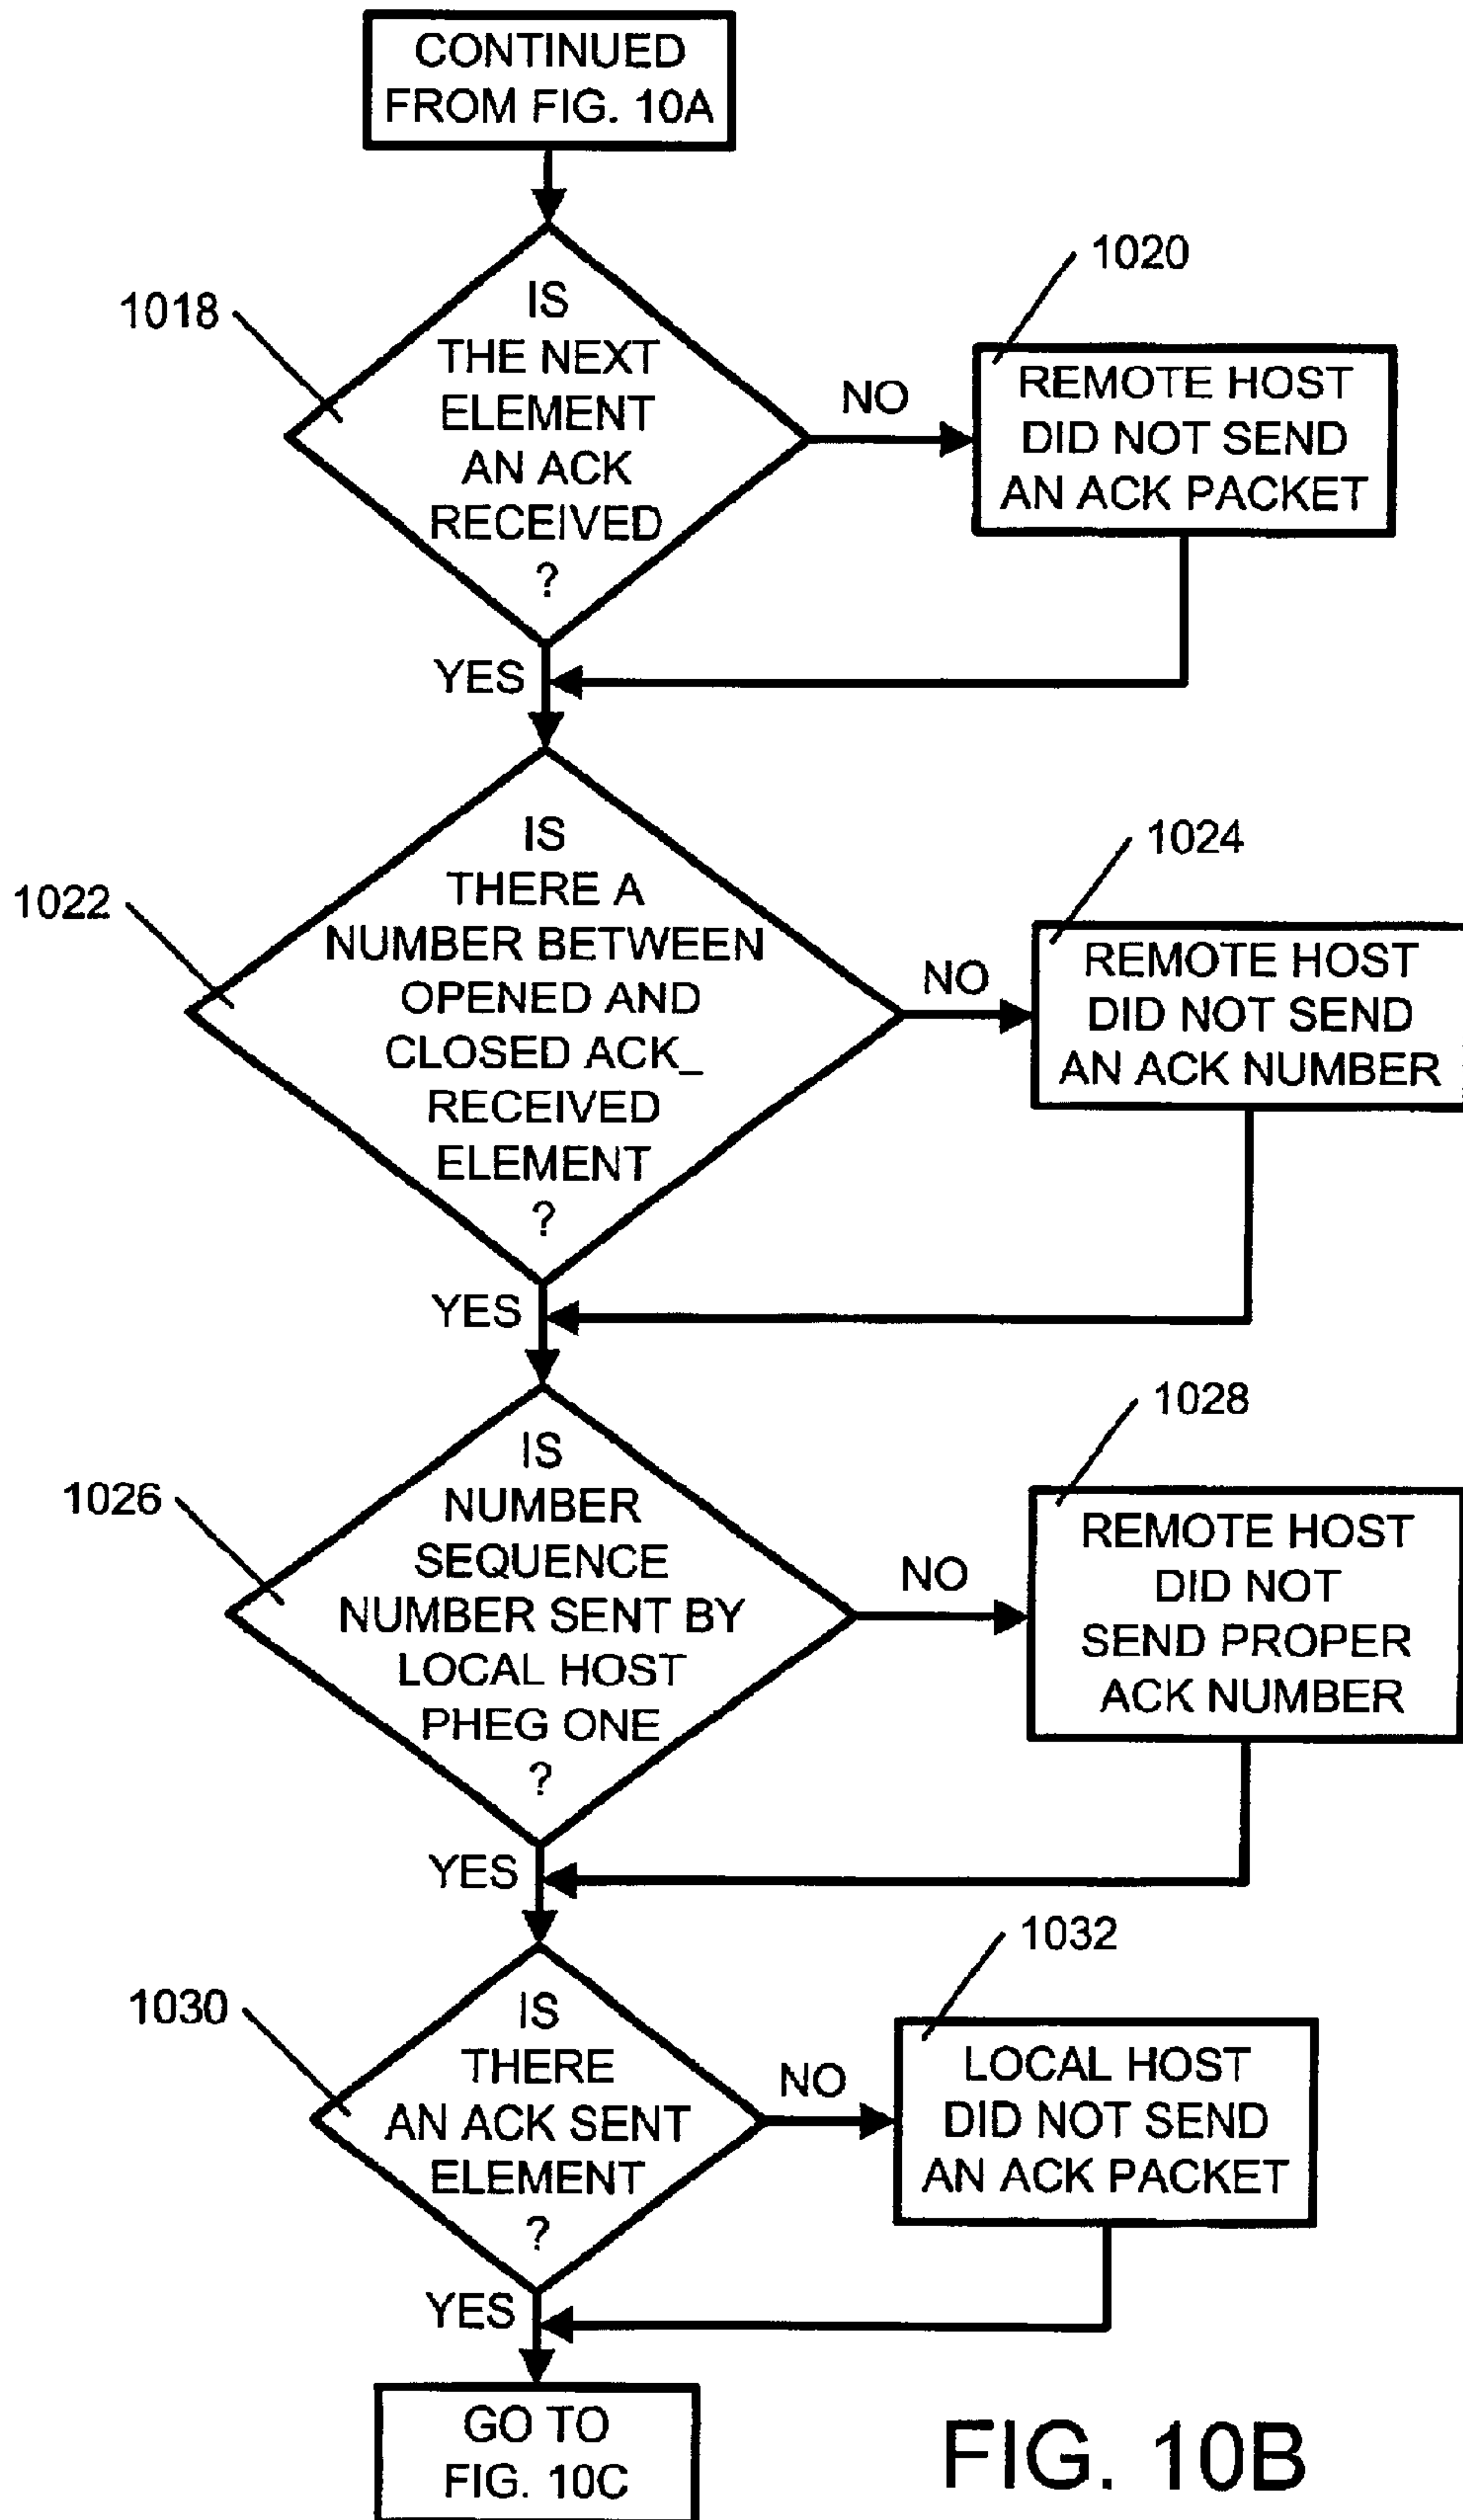 CONTINUED
FROM FIG. 10A
1018
IS
THE NEXT
ELEMENT
AN ACK
RECEIVED
?
NO
1020
REMOTE HOST
DID NOT SEND
AN ACK PACKET
YES
1022
IS
THERE A
NUMBER BETWEEN
OPENED AND
CLOSED ACK_
RECEIVED
ELEMENT
?
NO
1024
REMOTE HOST
DID NOT SEND
AN ACK NUMBER
YES
1026
IS
NUMBER
SEQUENCE
NUMBER SENT BY
LOCAL HOST
PHEG ONE
?
NO
1028
REMOTE HOST
DID NOT
SEND PROPER
ACK NUMBER
YES
1030
IS
THERE
AN ACK SENT
ELEMENT
?
NO
1032
LOCAL HOST
DID NOT SEND
AN ACK PACKET
YES
GO TO
FIG. 10C
FIG. 10B